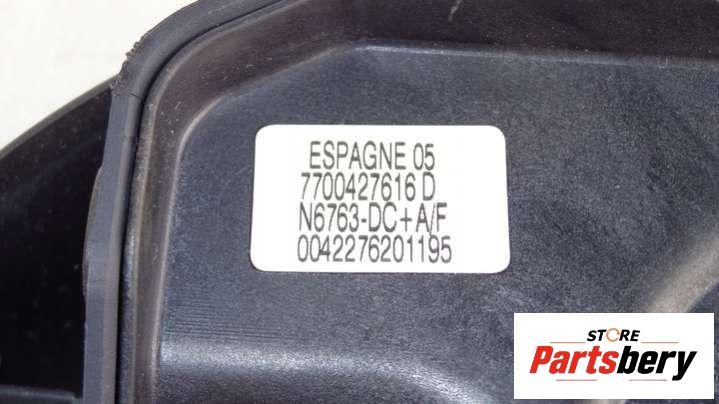 ESPAGNE 05
7700427616 D
N6763-DC+A/F
0042276201195
STORE
Partsbery